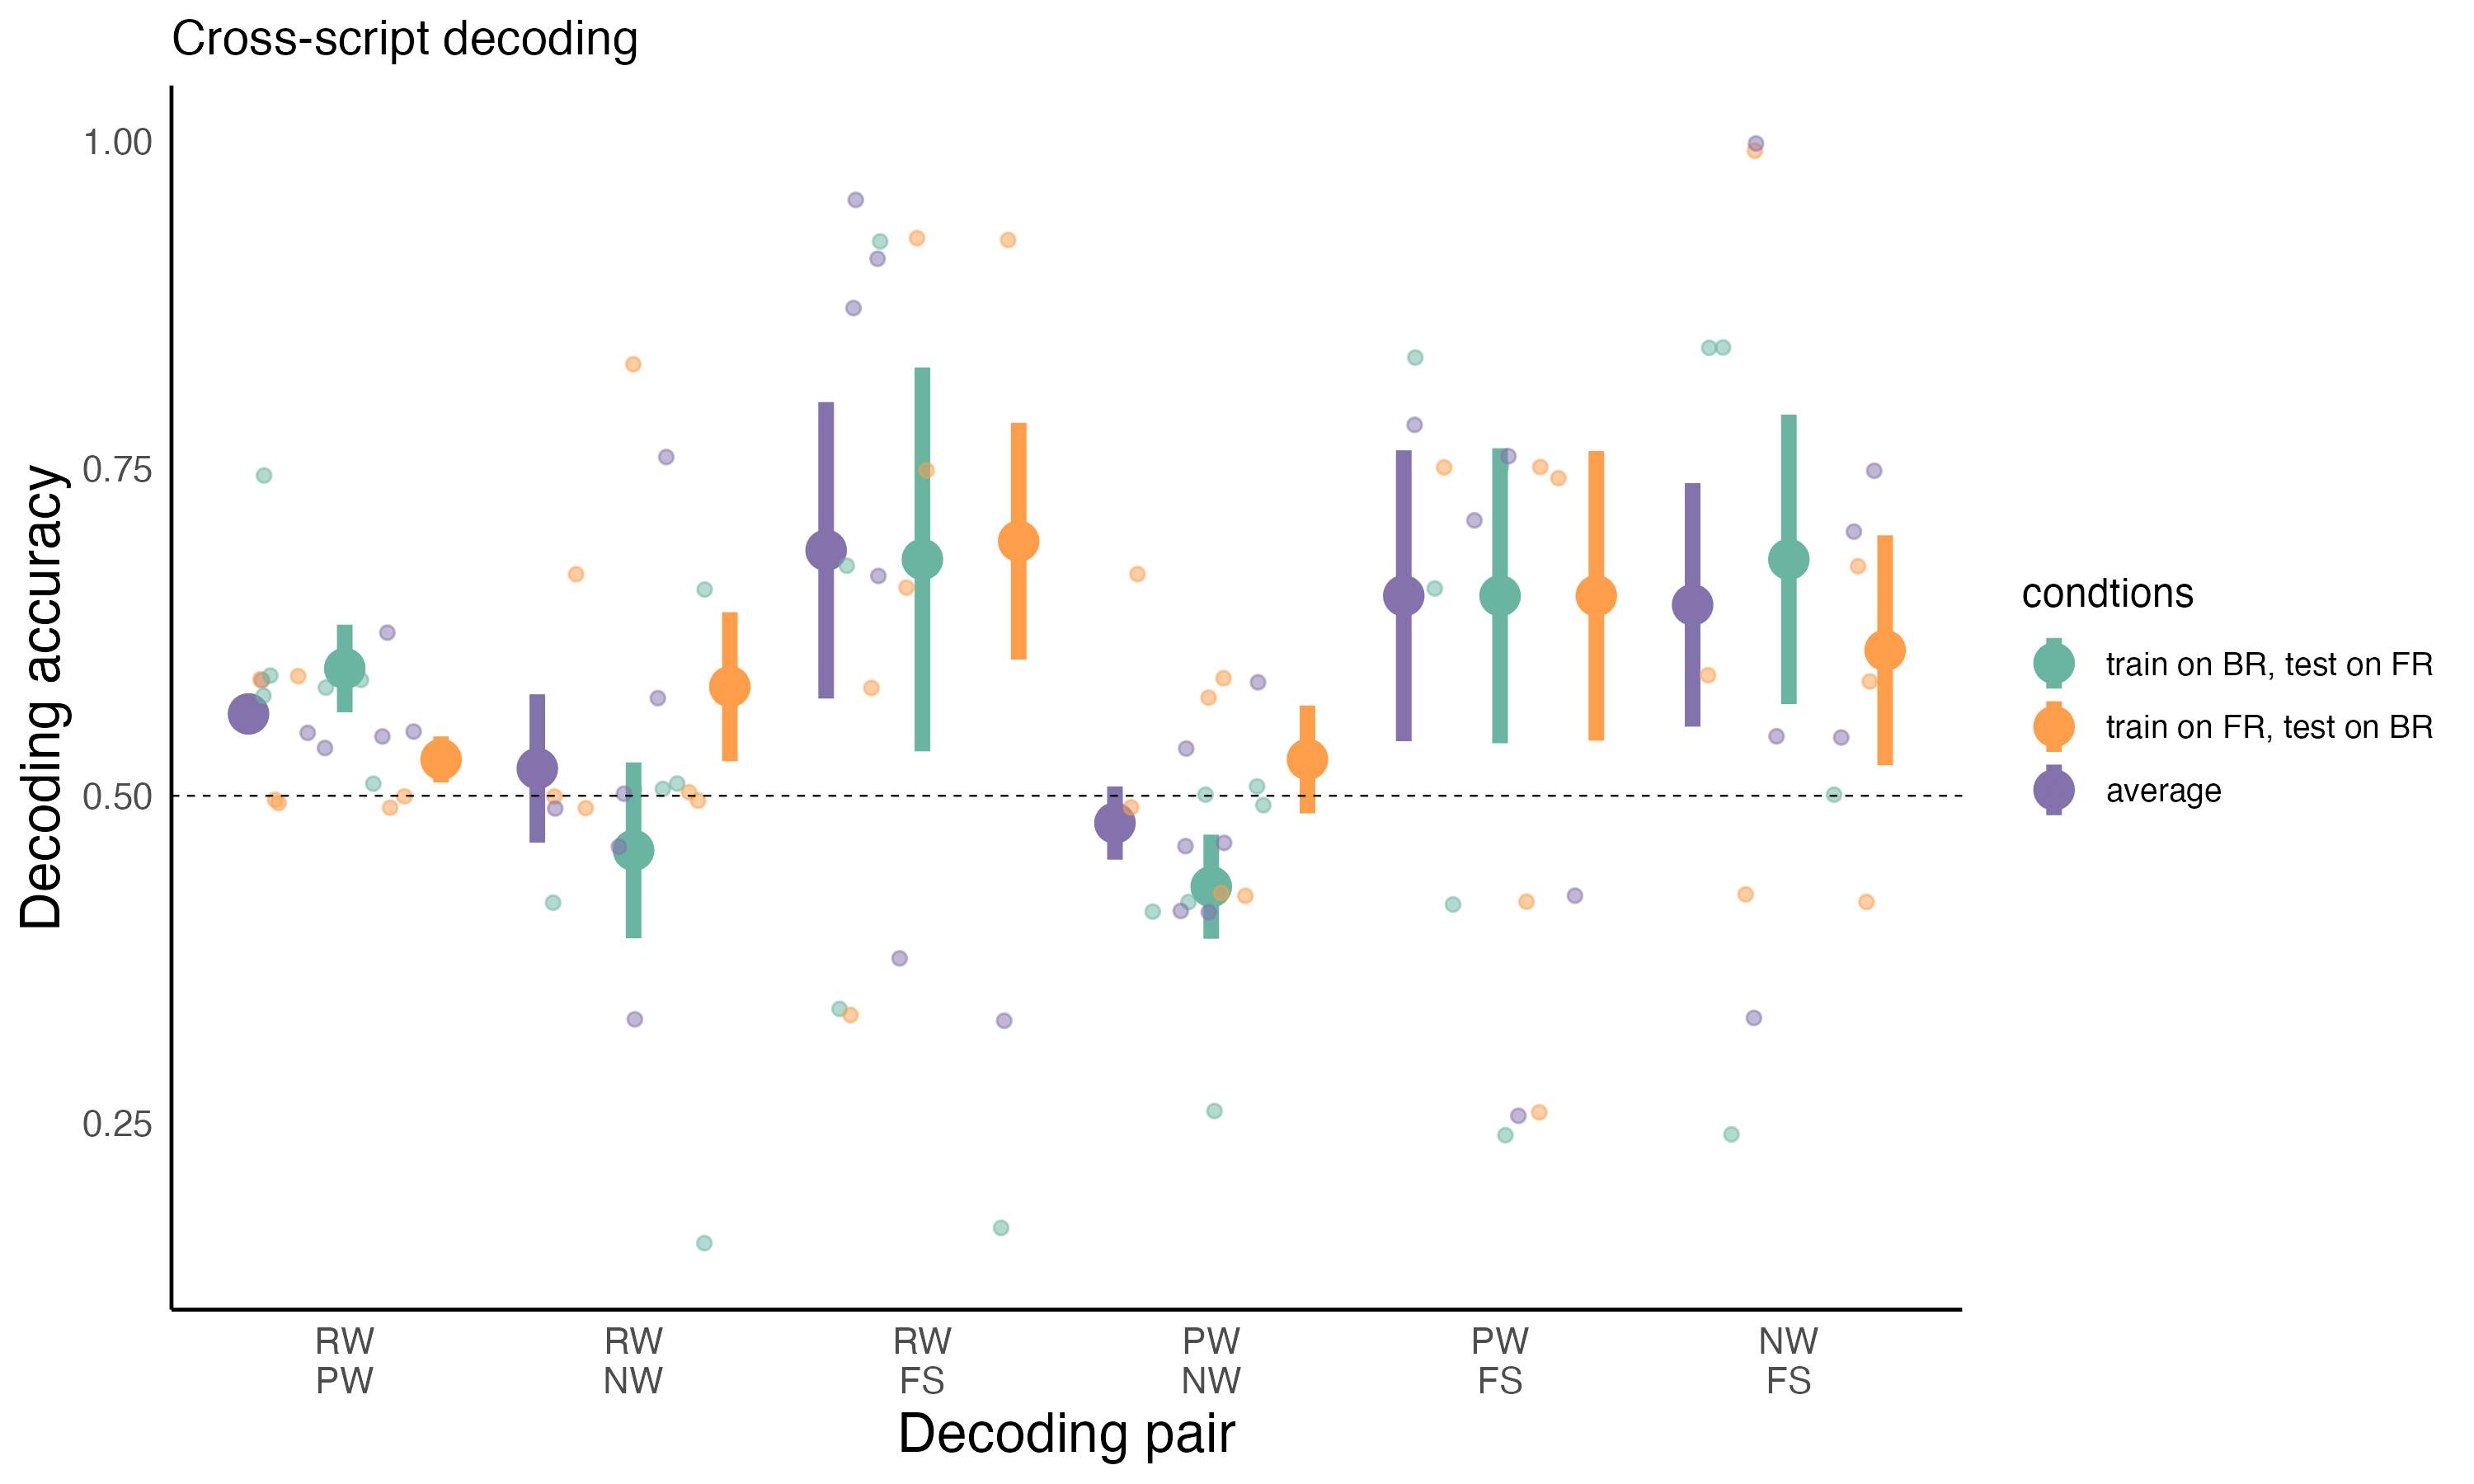 Cross-script decoding
Decoding accuracy
1.00
0.75
0.50
0.25
RW PW
RW NW
RW FS
PW NW
PW FS
NW FS
Decoding pair
condtions
train on BR, test on FR
train on FR, test on BR
average